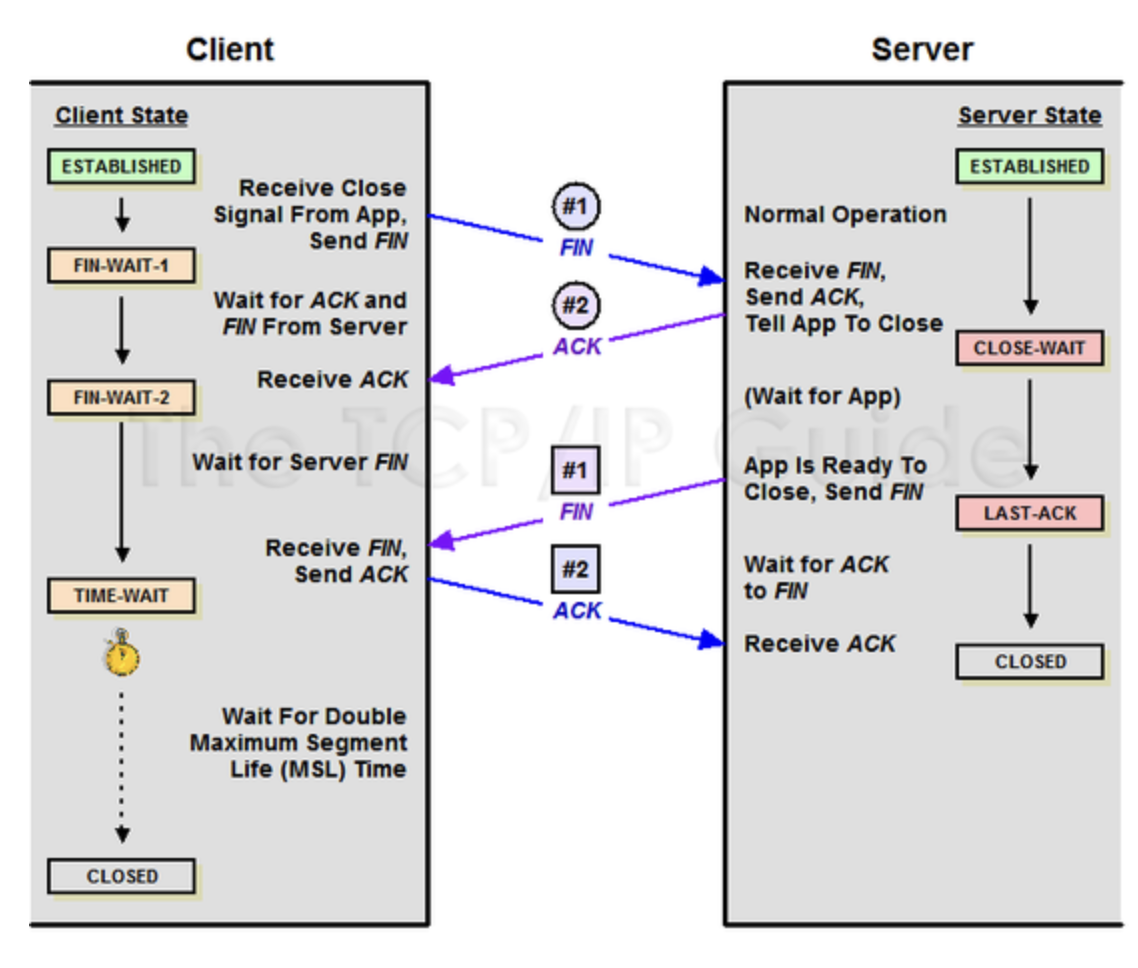 Client
Server
Client State
ESTABLISHED
Receive Close
Signal From App,
Send FIN
FIN-WAIT-1
Wait for ACK and
FIN From Server
Receive ACK
FIN-WAIT-2
Wait for Server FIN
Receive FIN,
Send ACK
TIME-WAIT
Wait For Double
Maximum Segment
Life (MSL) Time
CLOSED
#1
FIN
#2
ACK
#1
FIN
#2
ACK
Server State
ESTABLISHED
Normal Operation
Receive FIN,
Send ACK,
Tell App To Close
CLOSE-WAIT
(Wait for App)
App Is Ready To
Close, Send FIN
LAST-ACK
Wait for ACK
to FIN
Receive ACK
CLOSED
The TCP/IP Guide